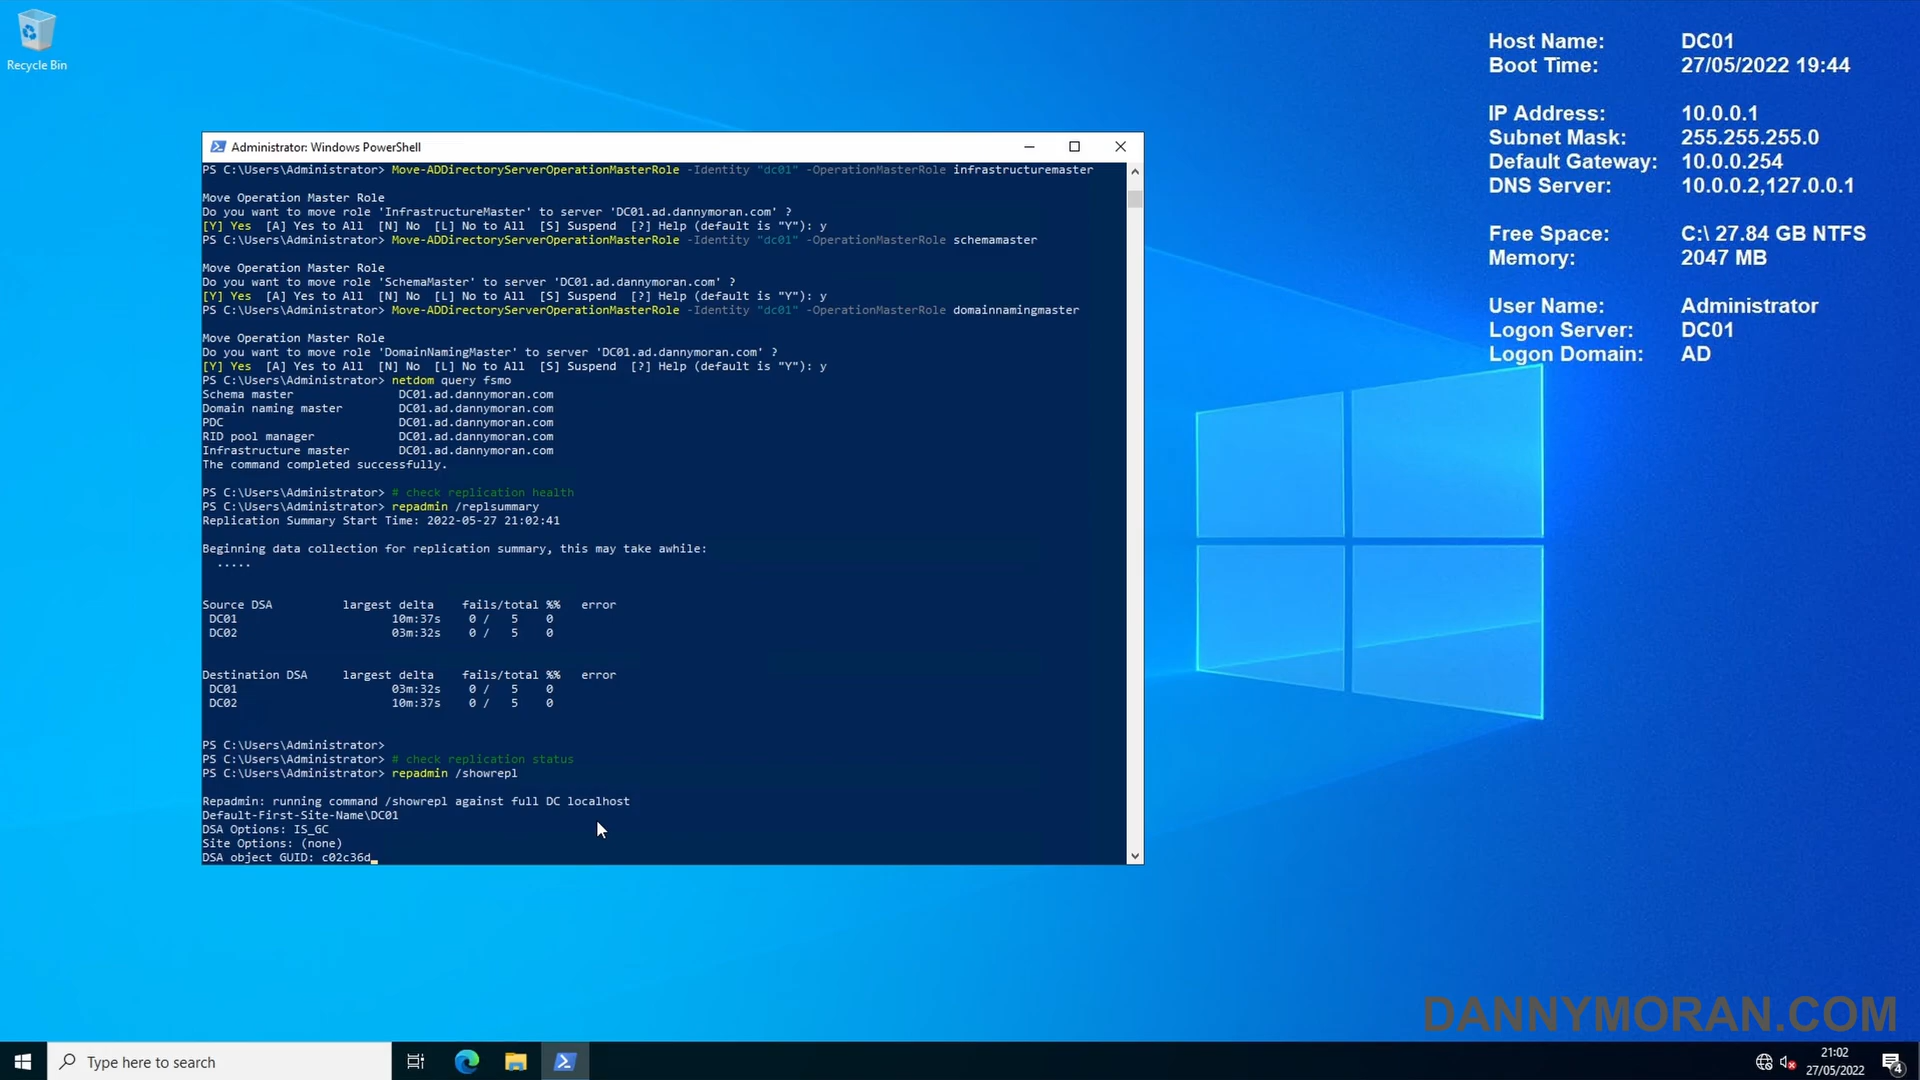 Recycle Bin
Host Name: DC01
Boot Time: 27/05/2022 19:44
IP Address: 10.0.0.1
Subnet Mask: 255.255.255.0
Default Gateway: 10.0.0.254
DNS Server: 10.0.0.2,127.0.0.1
Free Space: C:\ 27.84 GB NTFS
Memory: 2047 MB
User Name: Administrator
Logon Server: DC01
Logon Domain: AD
Administrator: Windows PowerShell
PS C:\Users\Administrator> Move-ADDirectoryServerOperationMasterRole -Identity "dc01" -OperationMasterRole infrastructuremaster
Move Operation Master Role
Do you want to move role 'InfrastructureMaster' to server 'DC01.ad.dannymoran.com' ?
[Y] Yes  [A] Yes to All  [N] No  [L] No to All  [S] Suspend  [?] Help (default is "Y"): y
PS C:\Users\Administrator> Move-ADDirectoryServerOperationMasterRole -Identity "dc01" -OperationMasterRole schemamaster
Move Operation Master Role
Do you want to move role 'SchemaMaster' to server 'DC01.ad.dannymoran.com' ?
[Y] Yes  [A] Yes to All  [N] No  [L] No to All  [S] Suspend  [?] Help (default is "Y"): y
PS C:\Users\Administrator> Move-ADDirectoryServerOperationMasterRole -Identity "dc01" -OperationMasterRole domainnamingmaster
Move Operation Master Role
Do you want to move role 'DomainNamingMaster' to server 'DC01.ad.dannymoran.com' ?
[Y] Yes  [A] Yes to All  [N] No  [L] No to All  [S] Suspend  [?] Help (default is "Y"): y
PS C:\Users\Administrator> netdom query fsmo
Schema master               DC01.ad.dannymoran.com
Domain naming master        DC01.ad.dannymoran.com
PDC                         DC01.ad.dannymoran.com
RID pool manager            DC01.ad.dannymoran.com
Infrastructure master       DC01.ad.dannymoran.com
The command completed successfully.
PS C:\Users\Administrator> # check replication health
PS C:\Users\Administrator> repadmin /replsummary
Replication Summary Start Time: 2022-05-27 21:02:41
Beginning data collection for replication summary, this may take awhile:
.....
Source DSA          largest delta    fails/total %%   error
DC01                      10m:37s    0 /   5    0
DC02                      03m:32s    0 /   5    0
Destination DSA     largest delta    fails/total %%   error
DC01                      03m:32s    0 /   5    0
DC02                      10m:37s    0 /   5    0
PS C:\Users\Administrator>
PS C:\Users\Administrator> # check replication status
PS C:\Users\Administrator> repadmin /showrepl
Repadmin: running command /showrepl against full DC localhost
Default-First-Site-Name\DC01
DSA Options: IS_GC
Site Options: (none)
DSA object GUID: c02c36d
DANNYMORAN.COM
Type here to search
21:02
27/05/2022
4